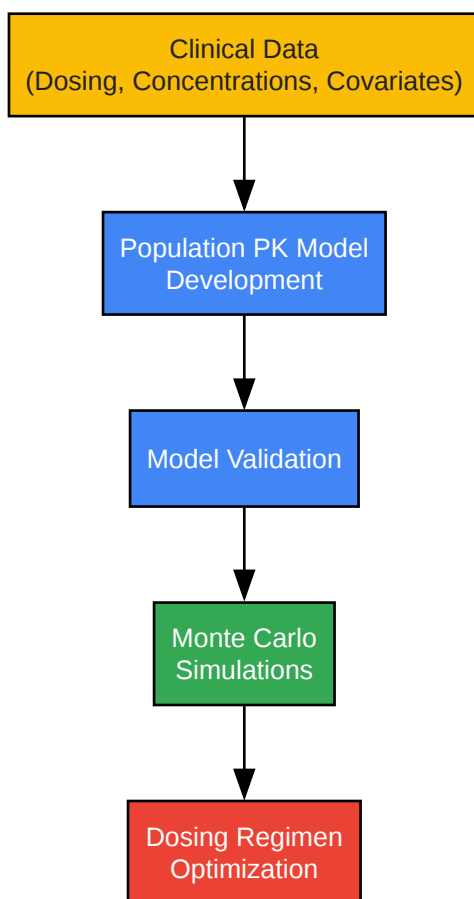 Clinical Data
(Dosing, Concentrations, Covariates)
Population PK Model
Development
Model Validation
Monte Carlo
Simulations
Dosing Regimen
Optimization